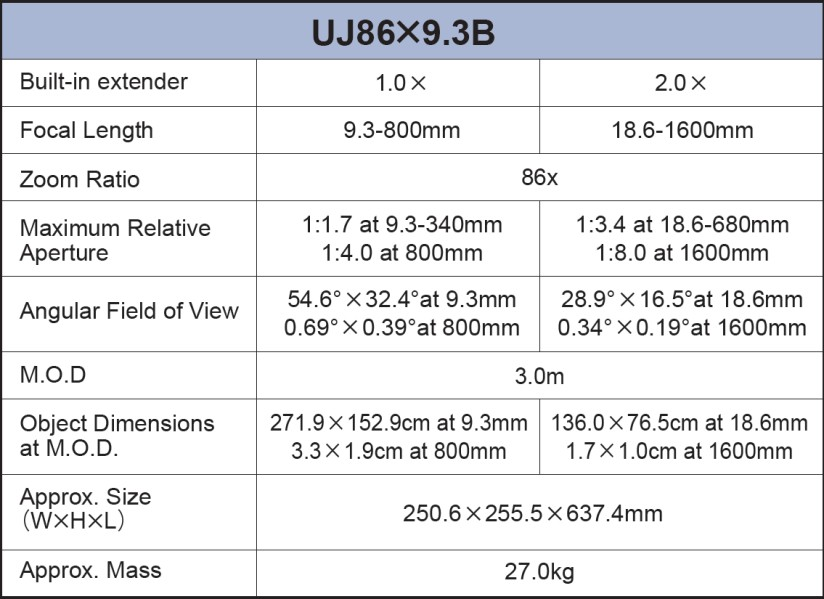 UJ86×9.3B
Built-in extender 1.0× 2.0×
Focal Length 9.3-800mm 18.6-1600mm
Zoom Ratio 86x
Maximum Relative Aperture 1:1.7 at 9.3-340mm 1:3.4 at 18.6-680mm
1:4.0 at 800mm 1:8.0 at 1600mm
Angular Field of View 54.6°×32.4°at 9.3mm 28.9°×16.5°at 18.6mm
0.69°×0.39°at 800mm 0.34°×0.19°at 1600mm
M.O.D 3.0m
Object Dimensions at M.O.D. 271.9×152.9cm at 9.3mm 136.0×76.5cm at 18.6mm
3.3×1.9cm at 800mm 1.7×1.0cm at 1600mm
Approx. Size (W×H×L) 250.6×255.5×637.4mm
Approx. Mass 27.0kg